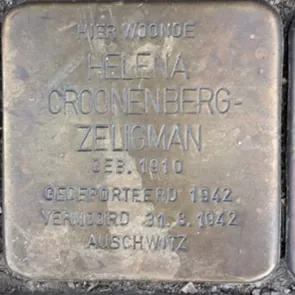 HIER WOONDE
HELENA
CROONENBERG-
ZELIGMAN
GEB. 1910
GEDEPORTEERD 1942
VERMOORD 31.8.1942
AUSCHWITZ